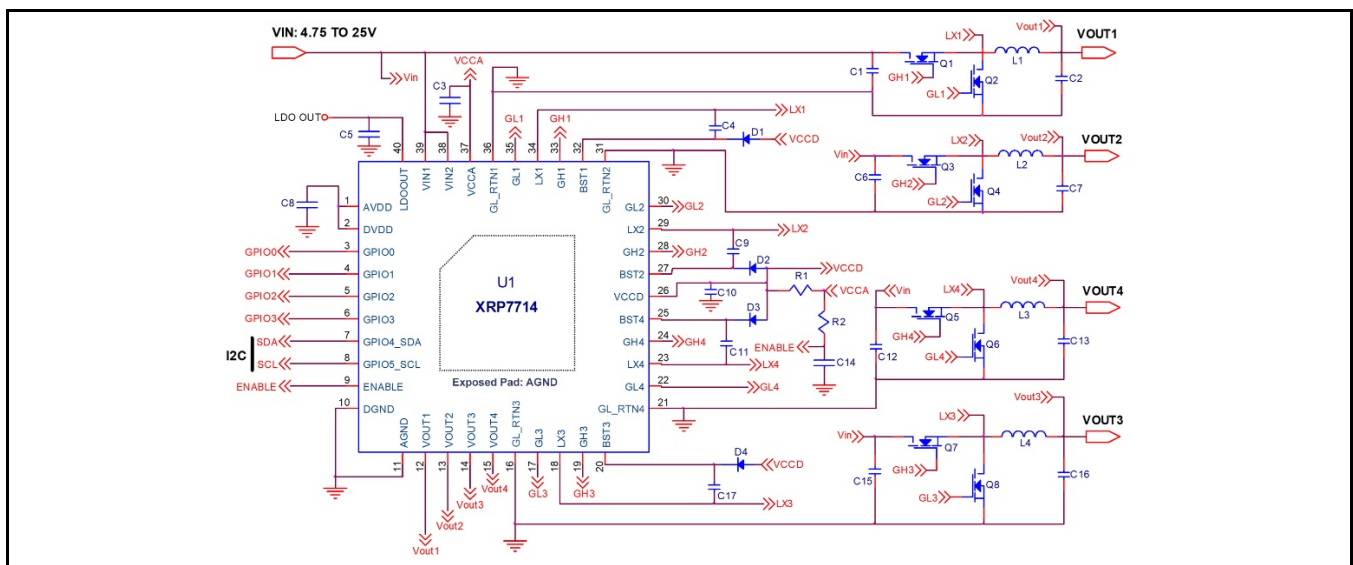 VIN: 4.75 TO 25V
Vin
VCCA
C3
LDO OUT
C5
GL1
GH1
LX1
C4
D1
VCCD
40
39
38
37
36
35
34
33
32
31
LDOOUT
VIN1
VIN2
VCCA
GL_RTN1
GL1
LX1
GH1
BST1
GL_RTN2
C8
1 AVDD
2 DVDD
GPIO0 3 GPIO0
GPIO1 4 GPIO1
GPIO2 5 GPIO2
GPIO3 6 GPIO3
I2C
SDA 7 GPIO4_SDA
SCL 8 GPIO5_SCL
ENABLE 9 ENABLE
10 DGND
U1
XRP7714
Exposed Pad: AGND
GL2 30 GL2
LX2 29 LX2
GH2 28 GH2
BST2 27
VCCD 26
BST4 25
GH4 24 GH4
LX4 23 LX4
GL4 22 GL4
GL_RTN4 21
C9
D2
VCCD
C10
R1
VCCA
D3
R2
ENABLE
C11
C14
AGND
VOUT1
VOUT2
VOUT3
VOUT4
GL_RTN3
GL3
LX3
GH3
BST3
11
12
13
14
15
16
17
18
19
20
Vout1
Vout2
Vout3
Vout4
GL3
GH3
D4
VCCD
C17
LX3
C1
Q1
GH1
LX1
Q2
GL1
L1
Vout1
C2
VOUT1
Vin
C6
Q3
GH2
LX2
Q4
GL2
L2
Vout2
C7
VOUT2
Vin
C12
Q5
GH4
LX4
Q6
GL4
L3
Vout4
C13
VOUT4
Vin
C15
Q7
GH3
LX3
Q8
GL3
L4
Vout3
C16
VOUT3